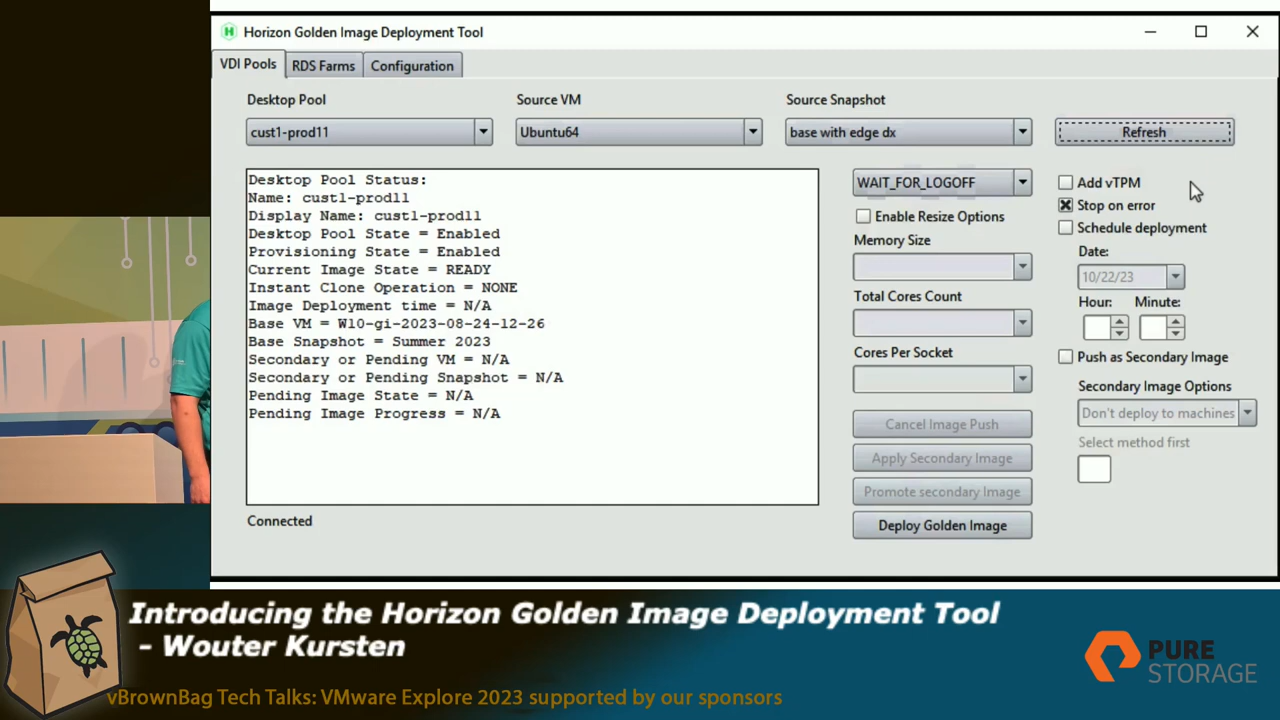 Horizon Golden Image Deployment Tool
VDI Pools
RDS Farms
Configuration
Desktop Pool
Source VM
Source Snapshot
cust1-prod11
Ubuntu64
base with edge dx
Refresh
Desktop Pool Status:
Name: cust1-prod11
Display Name: cust1-prod11
Desktop Pool State = Enabled
Provisioning State = Enabled
Current Image State = READY
Instant Clone Operation = NONE
Image Deployment time = N/A
Base VM = W10-gi-2023-08-24-12-26
Base Snapshot = Summer 2023
Secondary or Pending VM = N/A
Secondary or Pending Snapshot = N/A
Pending Image State = N/A
Pending Image Progress = N/A
Connected
WAIT_FOR_LOGOFF
Enable Resize Options
Memory Size
Total Cores Count
Cores Per Socket
Cancel Image Push
Apply Secondary Image
Promote secondary Image
Deploy Golden Image
Add vTPM
Stop on error
Schedule deployment
Date:
10/22/23
Hour: Minute:
Push as Secondary Image
Secondary Image Options
Don't deploy to machines
Select method first
Introducing the Horizon Golden Image Deployment Tool
- Wouter Kursten
PURE
STORAGE
vBrownBag Tech Talks: VMware Explore 2023 supported by our sponsors